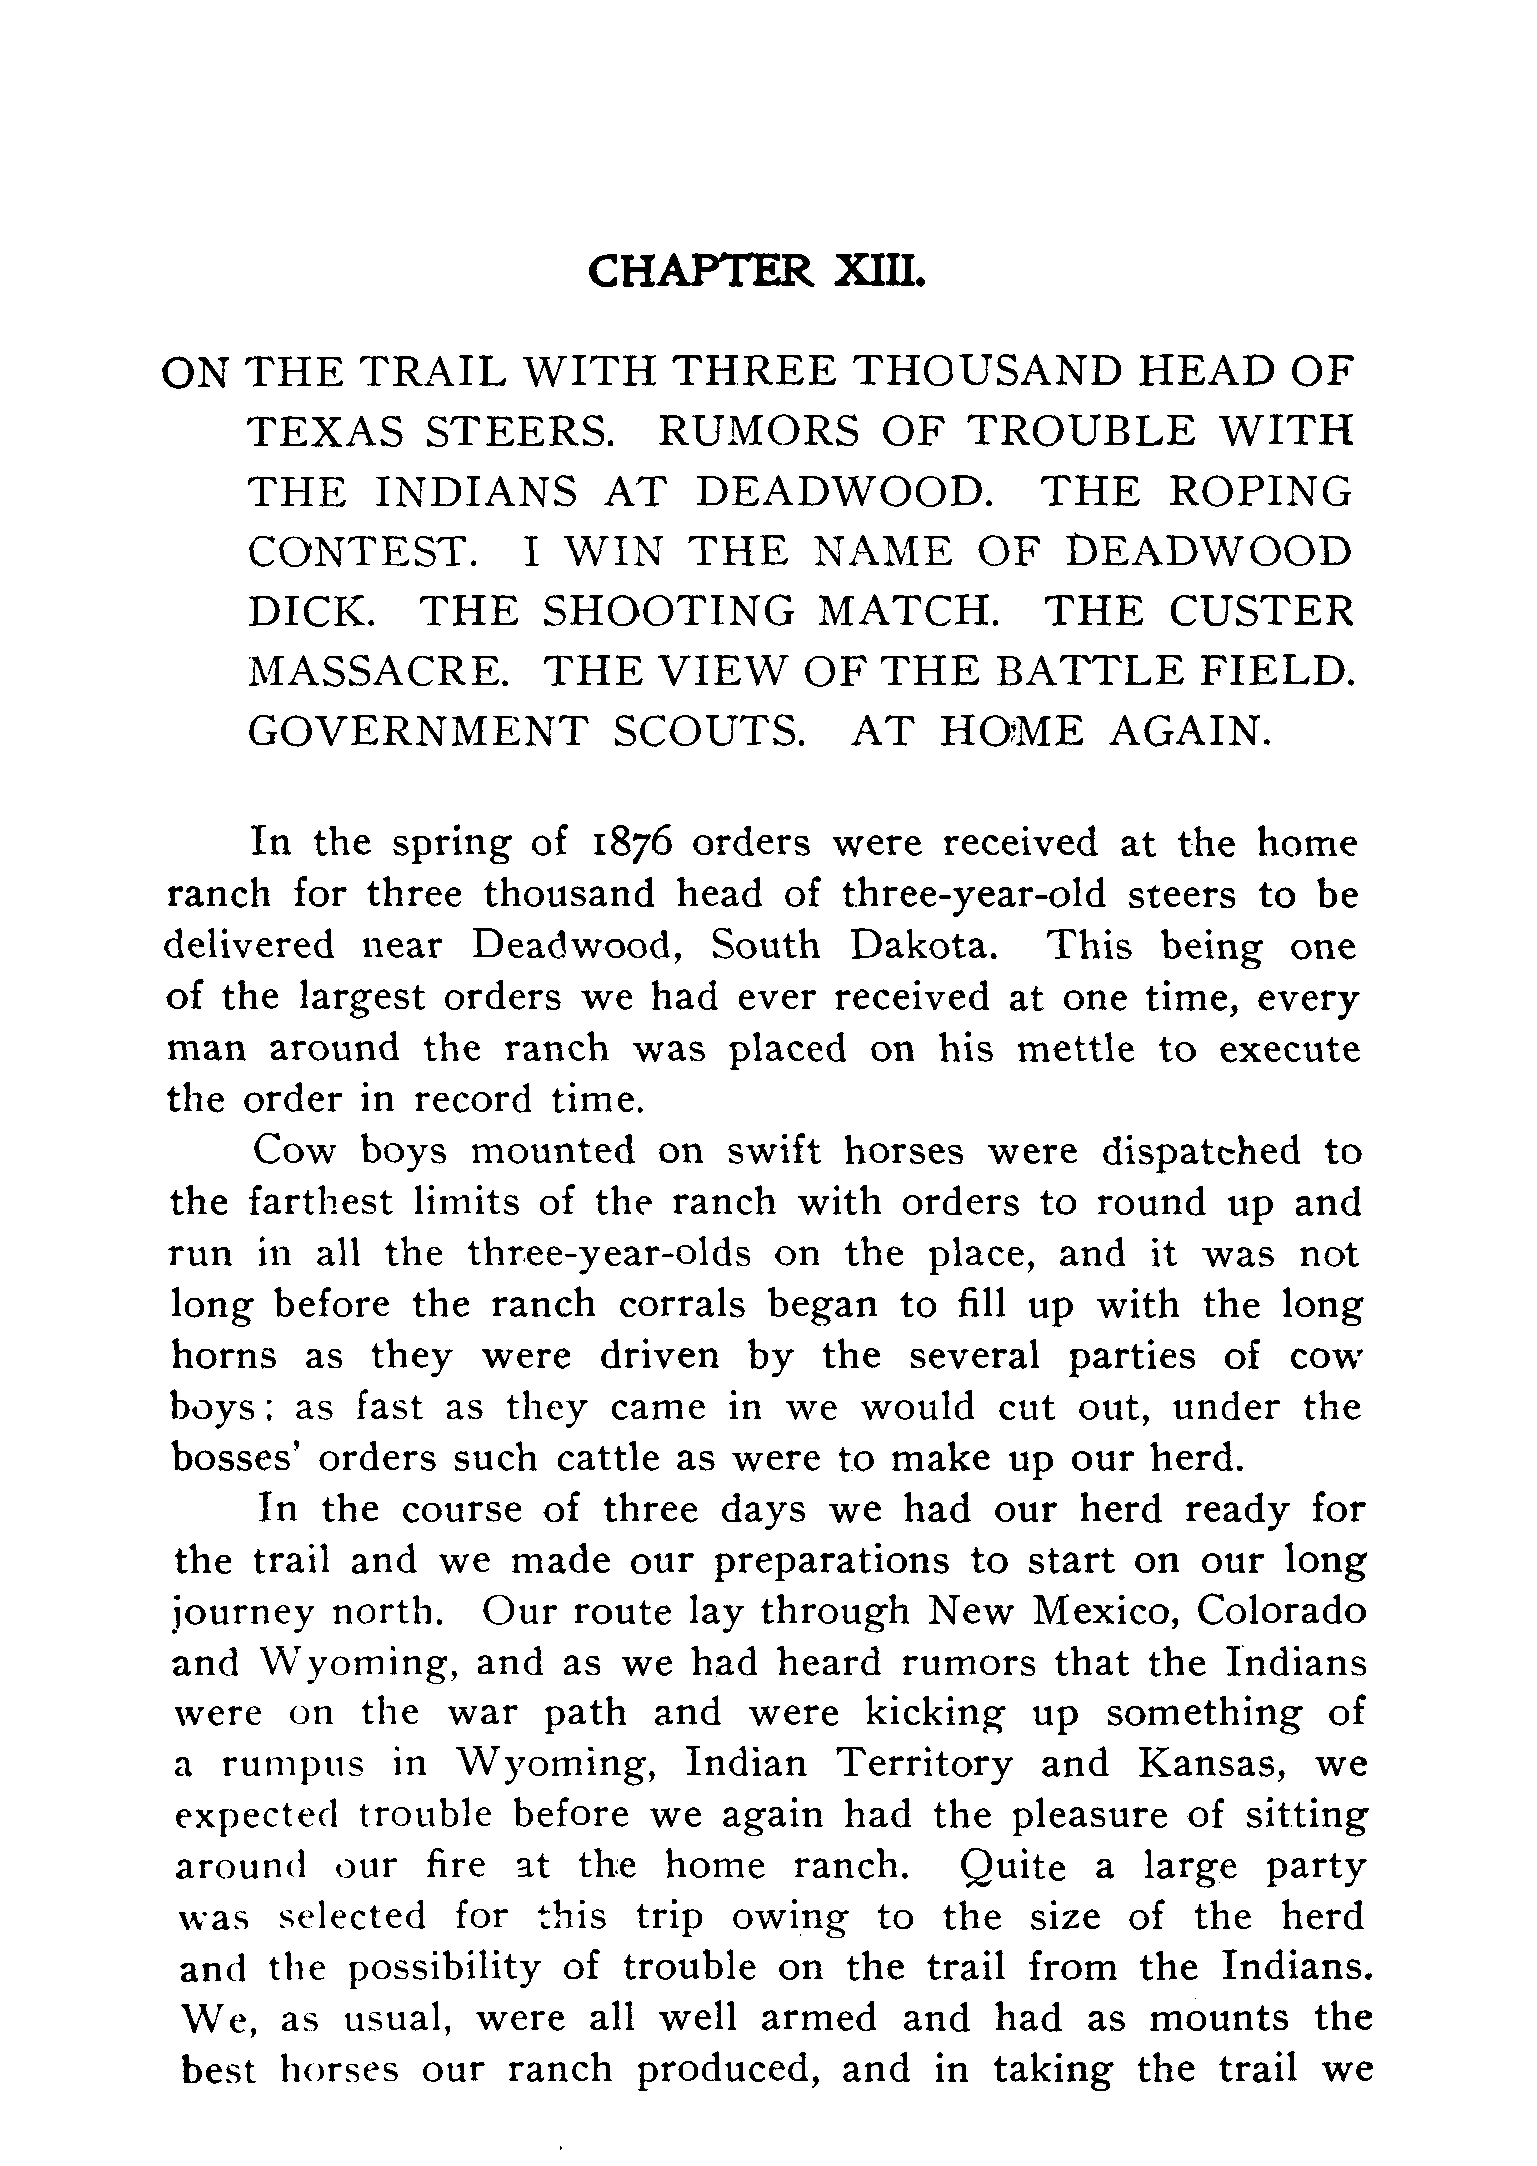 CHAPTER XIII.
ON THE TRAIL WITH THREE THOUSAND HEAD OF
TEXAS STEERS. RUMORS OF TROUBLE WITH
THE INDIANS AT DEADWOOD. THE ROPING
CONTEST. I WIN THE NAME OF DEADWOOD
DICK. THE SHOOTING MATCH. THE CUSTER
MASSACRE. THE VIEW OF THE BATTLE FIELD.
GOVERNMENT SCOUTS. AT HOME AGAIN.
In the spring of 1876 orders were received at the home
ranch for three thousand head of three-year-old steers to be
delivered near Deadwood, South Dakota. This being one
of the largest orders we had ever received at one time, every
man around the ranch was placed on his mettle to execute
the order in record time.
Cow boys mounted on swift horses were dispatched to
the farthest limits of the ranch with orders to round up and
run in all the three-year-olds on the place, and it was not
long before the ranch corrals began to fill up with the long
horns as they were driven by the several parties of cow
boys; as fast as they came in we would cut out, under the
bosses' orders such cattle as were to make up our herd.
In the course of three days we had our herd ready for
the trail and we made our preparations to start on our long
journey north. Our route lay through New Mexico, Colorado
and Wyoming, and as we had heard rumors that the Indians
were on the war path and were kicking up something of
a rumpus in Wyoming, Indian Territory and Kansas, we
expected trouble before we again had the pleasure of sitting
around our fire at the home ranch. Quite a large party
was selected for this trip owing to the size of the herd
and the possibility of trouble on the trail from the Indians.
We, as usual, were all well armed and had as mounts the
best horses our ranch produced, and in taking the trail we